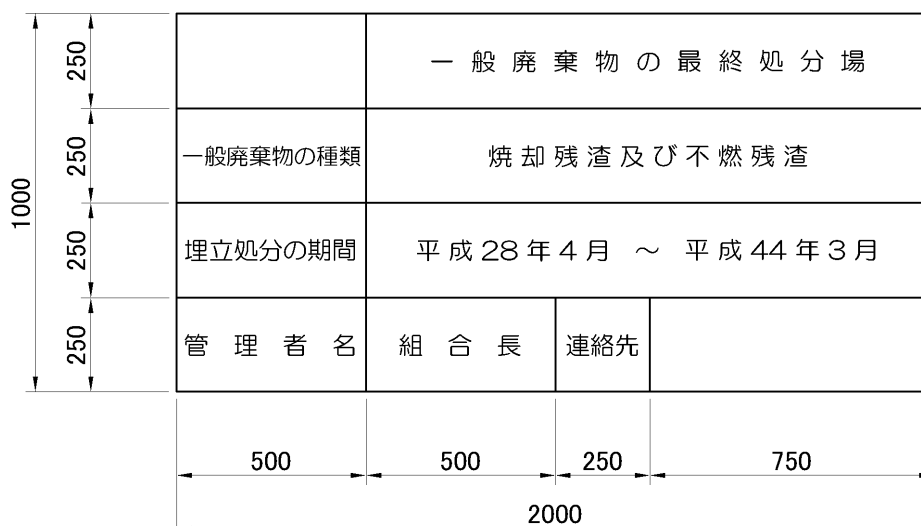 一般廃棄物の最終処分場
250
一般廃棄物の種類 焼却残渣及び不燃残渣
250
1000
埋立処分の期間 平成28年4月 ～ 平成44年3月
250
管理者名 組合長 連絡先
250
500 500 250 750
2000